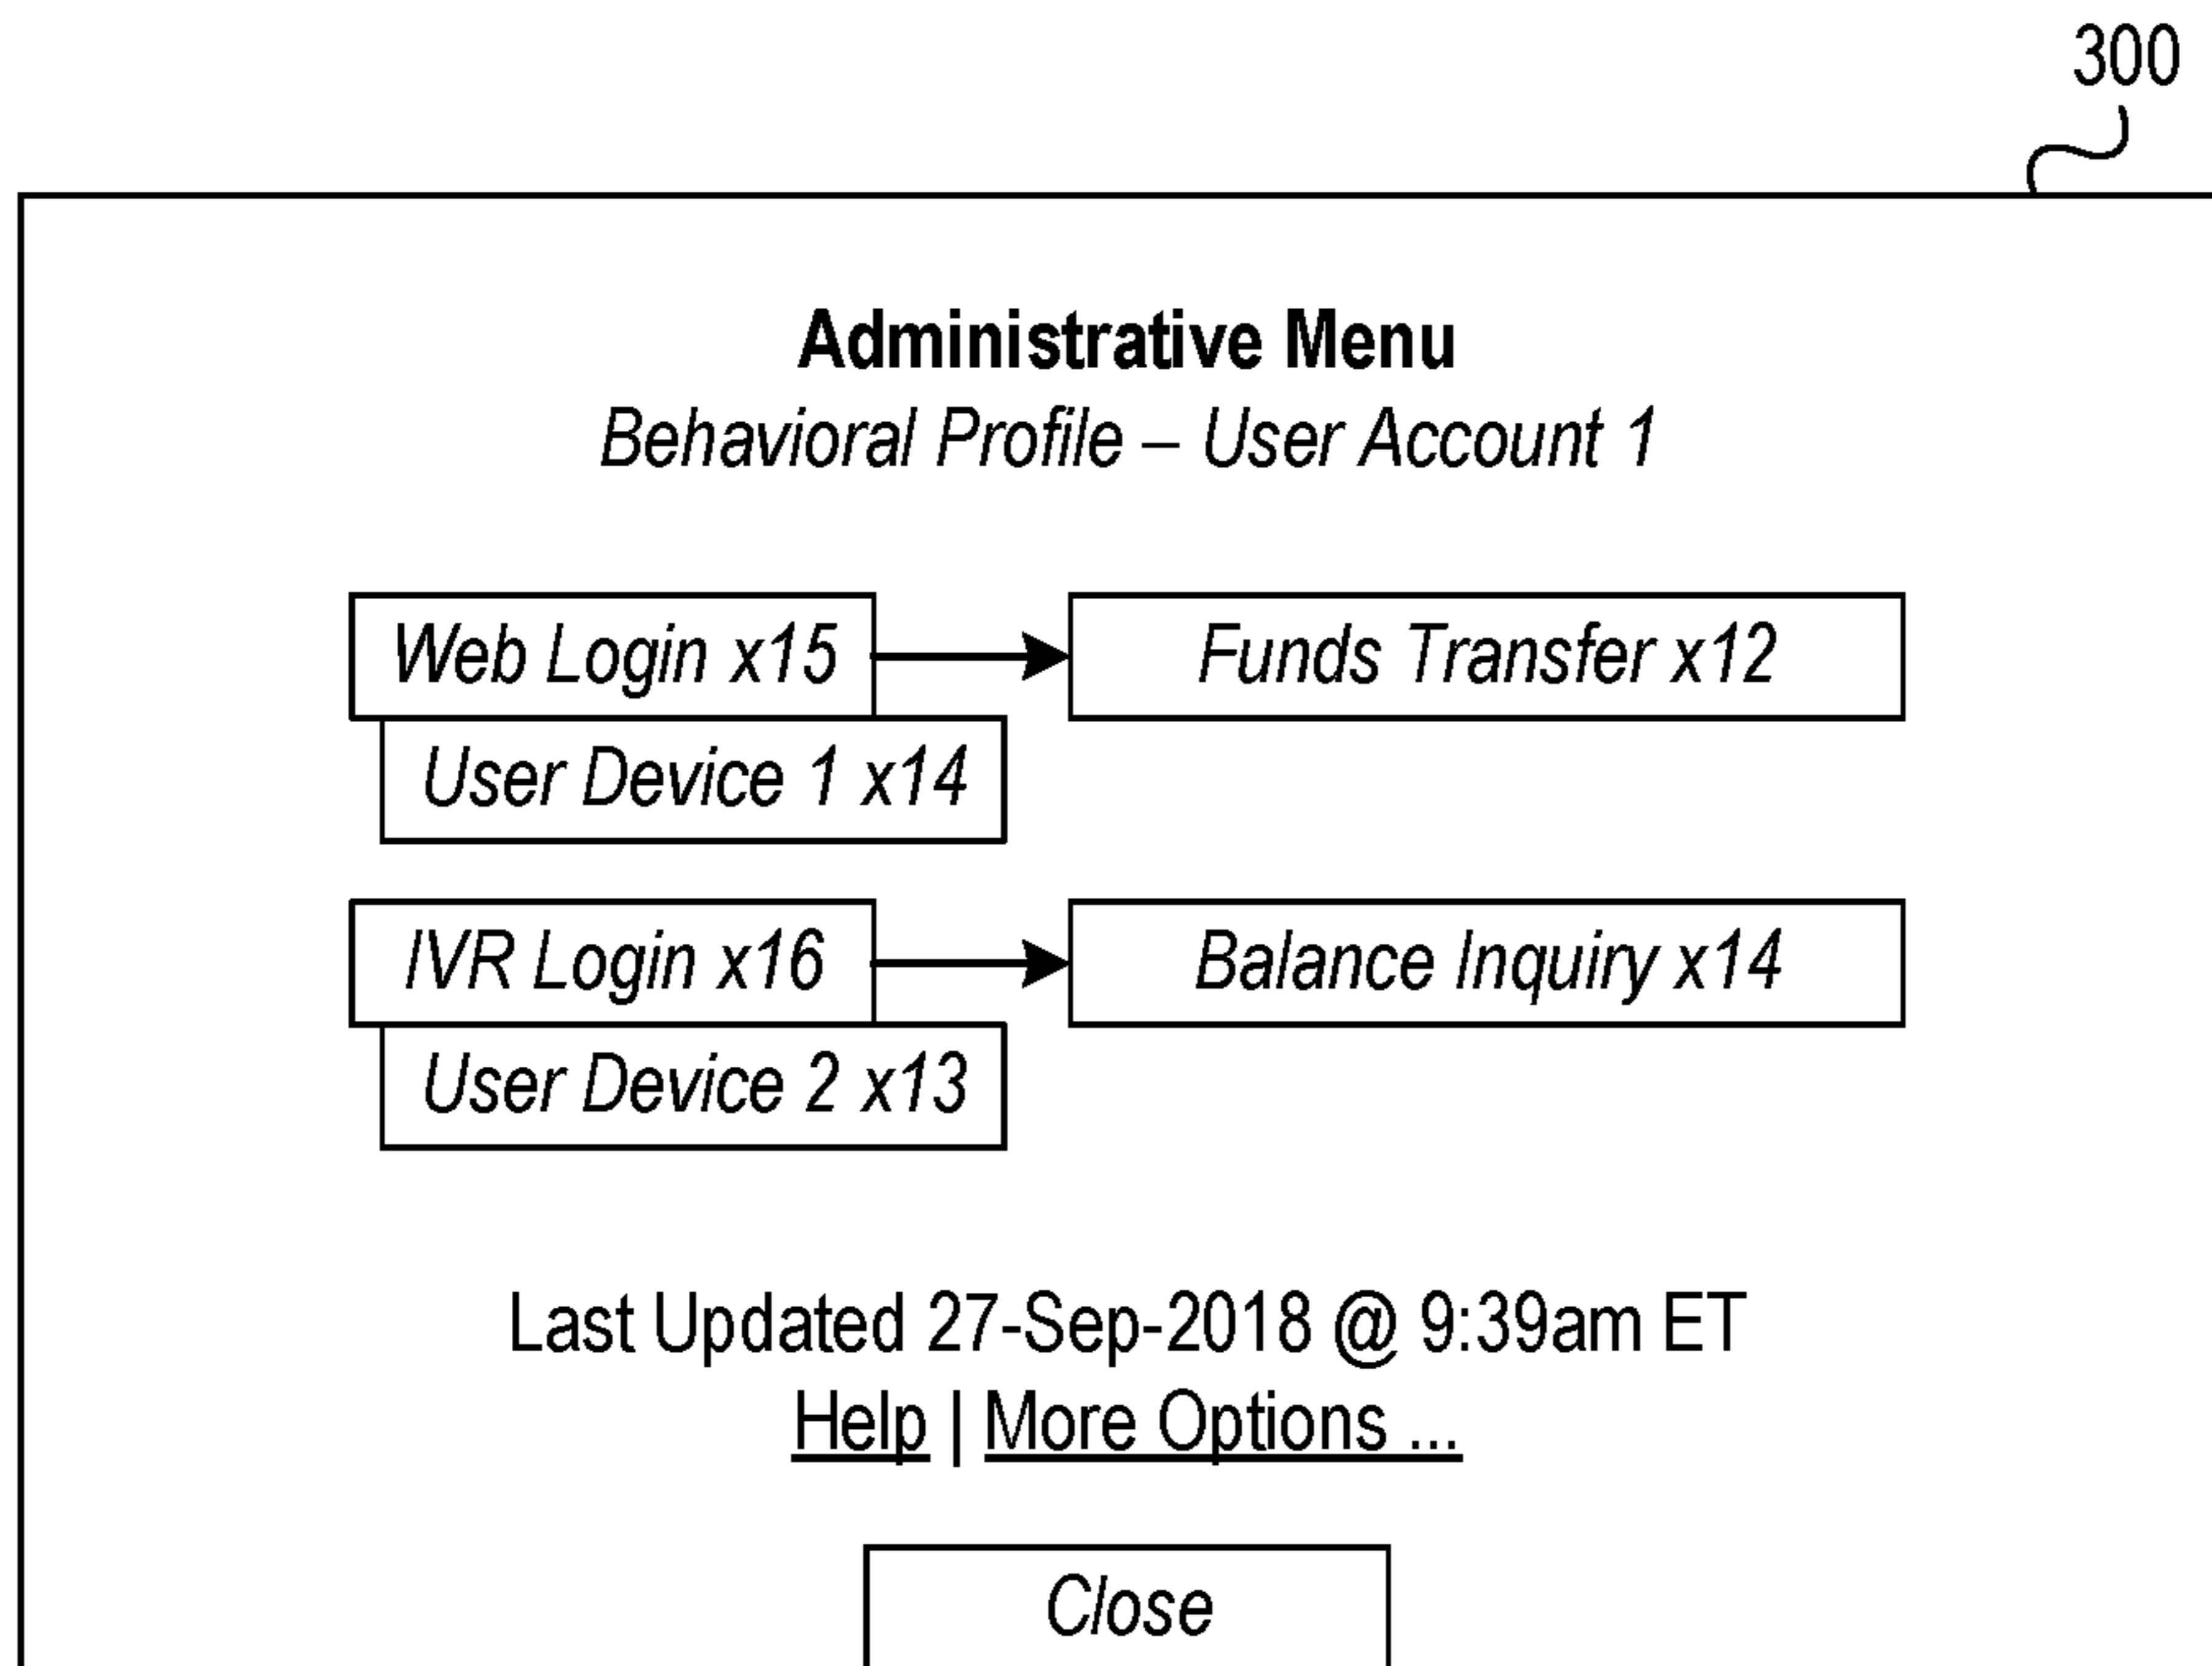 300
Administrative Menu
Behavioral Profile – User Account 1
Web Login x15
Funds Transfer x12
User Device 1 x14
IVR Login x16
Balance Inquiry x14
User Device 2 x13
Last Updated 27-Sep-2018 @ 9:39am ET
Help | More Options ...
Close